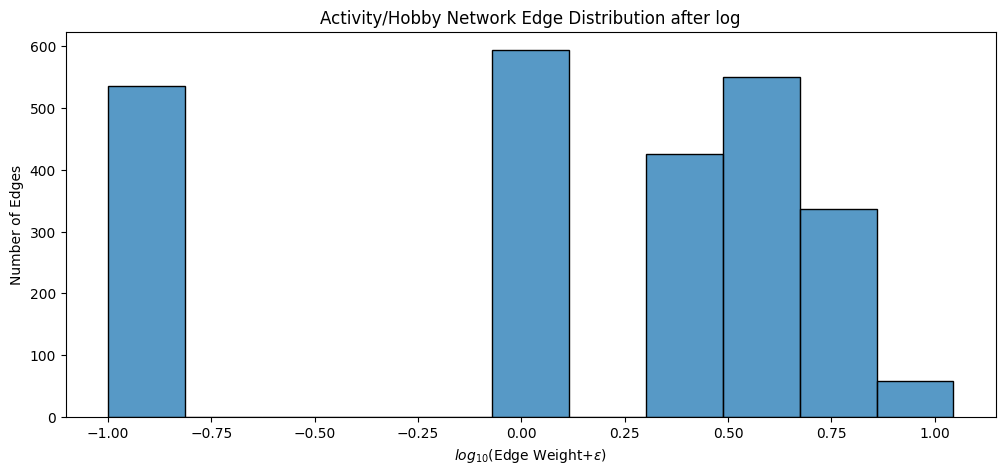 Activity/Hobby Network Edge Distribution after log
600
500
400
300
200
100
0
Number of Edges
−1.00 −0.75 −0.50 −0.25 0.00 0.25 0.50 0.75 1.00
log₁₀(Edge Weight+ε)